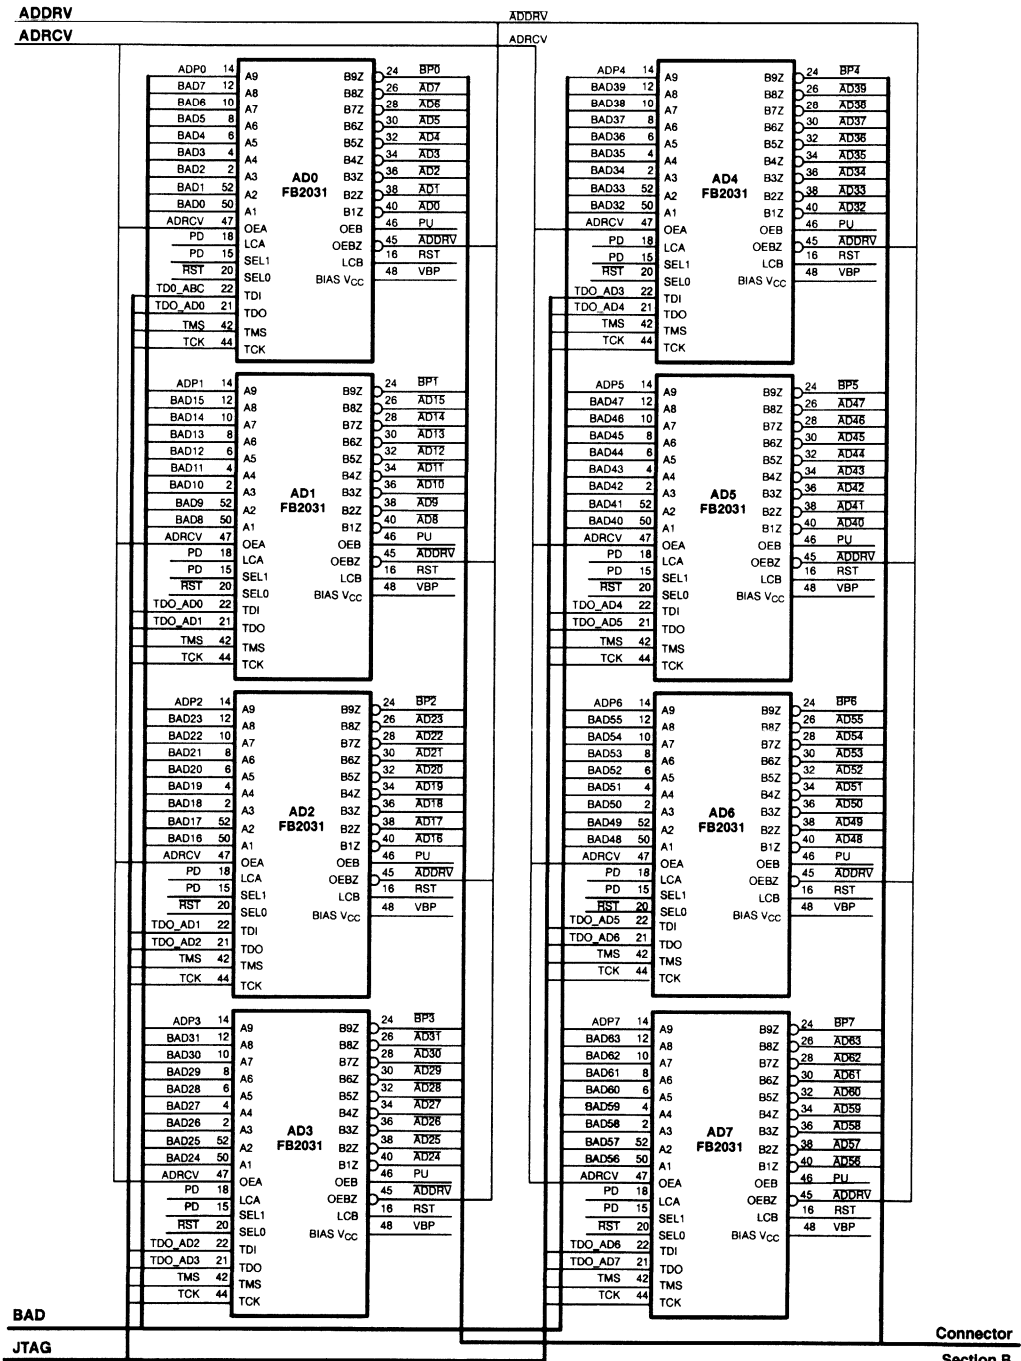 ADDRV
ADRCV
ADDRV
ADRCV
ADP0 14 A9 B9Z 24 BP0
BAD7 12 A8 B8Z 26 AD7
BAD6 10 A7 B7Z 28 AD6
BAD5 8 A6 B6Z 30 AD5
BAD4 6 A5 B5Z 32 AD4
BAD3 4 A4 B4Z 34 AD3
BAD2 2 A3 B3Z 36 AD2
AD0
FB2031
BAD1 52 A2 B2Z 38 AD1
BAD0 50 A1 B1Z 40 AD0
ADRCV 47 OEA OEB 46 PU
PD 18 LCA OEBZ 45 ADDRV
PD 15 SEL1 LCB 16 RST
RST 20 SEL0 BIAS VCC 48 VBP
TD0_ABC 22 TDI
TDO_AD0 21 TDO
TMS 42 TMS
TCK 44 TCK
ADP1 14 A9 B9Z 24 BP1
BAD15 12 A8 B8Z 26 AD15
BAD14 10 A7 B7Z 28 AD14
BAD13 8 A6 B6Z 30 AD13
BAD12 6 A5 B5Z 32 AD12
BAD11 4 A4 B4Z 34 AD11
BAD10 2 A3 B3Z 36 AD10
AD1
FB2031
BAD9 52 A2 B2Z 38 AD9
BAD8 50 A1 B1Z 40 AD8
ADRCV 47 OEA OEB 46 PU
PD 18 LCA OEBZ 45 ADDRV
PD 15 SEL1 LCB 16 RST
RST 20 SEL0 BIAS VCC 48 VBP
TDO_AD0 22 TDI
TDO_AD1 21 TDO
TMS 42 TMS
TCK 44 TCK
ADP2 14 A9 B9Z 24 BP2
BAD23 12 A8 B8Z 26 AD23
BAD22 10 A7 B7Z 28 AD22
BAD21 8 A6 B6Z 30 AD21
BAD20 6 A5 B5Z 32 AD20
BAD19 4 A4 B4Z 34 AD19
BAD18 2 A3 B3Z 36 AD18
AD2
FB2031
BAD17 52 A2 B2Z 38 AD17
BAD16 50 A1 B1Z 40 AD16
ADRCV 47 OEA OEB 46 PU
PD 18 LCA OEBZ 45 ADDRV
PD 15 SEL1 LCB 16 RST
RST 20 SEL0 BIAS VCC 48 VBP
TDO_AD1 22 TDI
TDO_AD2 21 TDO
TMS 42 TMS
TCK 44 TCK
ADP3 14 A9 B9Z 24 BP3
BAD31 12 A8 B8Z 26 AD31
BAD30 10 A7 B7Z 28 AD30
BAD29 8 A6 B6Z 30 AD29
BAD28 6 A5 B5Z 32 AD28
BAD27 4 A4 B4Z 34 AD27
BAD26 2 A3 B3Z 36 AD26
AD3
FB2031
BAD25 52 A2 B2Z 38 AD25
BAD24 50 A1 B1Z 40 AD24
ADRCV 47 OEA OEB 46 PU
PD 18 LCA OEBZ 45 ADDRV
PD 15 SEL1 LCB 16 RST
RST 20 SEL0 BIAS VCC 48 VBP
TDO_AD2 22 TDI
TDO_AD3 21 TDO
TMS 42 TMS
TCK 44 TCK
ADP4 14 A9 B9Z 24 BP4
BAD39 12 A8 B8Z 26 AD39
BAD38 10 A7 B7Z 28 AD38
BAD37 8 A6 B6Z 30 AD37
BAD36 6 A5 B5Z 32 AD36
BAD35 4 A4 B4Z 34 AD35
BAD34 2 A3 B3Z 36 AD34
AD4
FB2031
BAD33 52 A2 B2Z 38 AD33
BAD32 50 A1 B1Z 40 AD32
ADRCV 47 OEA OEB 46 PU
PD 18 LCA OEBZ 45 ADDRV
PD 15 SEL1 LCB 16 RST
RST 20 SEL0 BIAS VCC 48 VBP
TDO_AD3 22 TDI
TDO_AD4 21 TDO
TMS 42 TMS
TCK 44 TCK
ADP5 14 A9 B9Z 24 BP5
BAD47 12 A8 B8Z 26 AD47
BAD46 10 A7 B7Z 28 AD46
BAD45 8 A6 B6Z 30 AD45
BAD44 6 A5 B5Z 32 AD44
BAD43 4 A4 B4Z 34 AD43
BAD42 2 A3 B3Z 36 AD42
AD5
FB2031
BAD41 52 A2 B2Z 38 AD41
BAD40 50 A1 B1Z 40 AD40
ADRCV 47 OEA OEB 46 PU
PD 18 LCA OEBZ 45 ADDRV
PD 15 SEL1 LCB 16 RST
RST 20 SEL0 BIAS VCC 48 VBP
TDO_AD4 22 TDI
TDO_AD5 21 TDO
TMS 42 TMS
TCK 44 TCK
ADP6 14 A9 B9Z 24 BP6
BAD55 12 A8 B8Z 26 AD55
BAD54 10 A7 B7Z 28 AD54
BAD53 8 A6 B6Z 30 AD53
BAD52 6 A5 B5Z 32 AD52
BAD51 4 A4 B4Z 34 AD51
BAD50 2 A3 B3Z 36 AD50
AD6
FB2031
BAD49 52 A2 B2Z 38 AD49
BAD48 50 A1 B1Z 40 AD48
ADRCV 47 OEA OEB 46 PU
PD 18 LCA OEBZ 45 ADDRV
PD 15 SEL1 LCB 16 RST
RST 20 SEL0 BIAS VCC 48 VBP
TDO_AD5 22 TDI
TDO_AD6 21 TDO
TMS 42 TMS
TCK 44 TCK
ADP7 14 A9 B9Z 24 BP7
BAD63 12 A8 B8Z 26 AD63
BAD62 10 A7 B7Z 28 AD62
BAD61 8 A6 B6Z 30 AD61
BAD60 6 A5 B5Z 32 AD60
BAD59 4 A4 B4Z 34 AD59
BAD58 2 A3 B3Z 36 AD58
AD7
FB2031
BAD57 52 A2 B2Z 38 AD57
BAD56 50 A1 B1Z 40 AD56
ADRCV 47 OEA OEB 46 PU
PD 18 LCA OEBZ 45 ADDRV
PD 15 SEL1 LCB 16 RST
RST 20 SEL0 BIAS VCC 48 VBP
TDO_AD6 22 TDI
TDO_AD7 21 TDO
TMS 42 TMS
TCK 44 TCK
BAD
JTAG
Connector
Section B